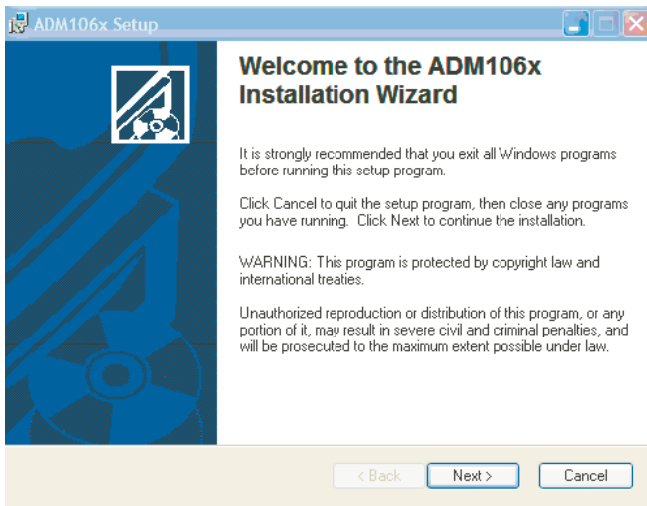 ADM106x Setup
Welcome to the ADM106x
Installation Wizard
It is strongly recommended that you exit all Windows programs
before running this setup program.
Click Cancel to quit the setup program, then close any programs
you have running. Click Next to continue the installation.
WARNING: This program is protected by copyright law and
international treaties.
Unauthorized reproduction or distribution of this program, or any
portion of it, may result in severe civil and criminal penalties, and
will be prosecuted to the maximum extent possible under law.
< Back Next > Cancel